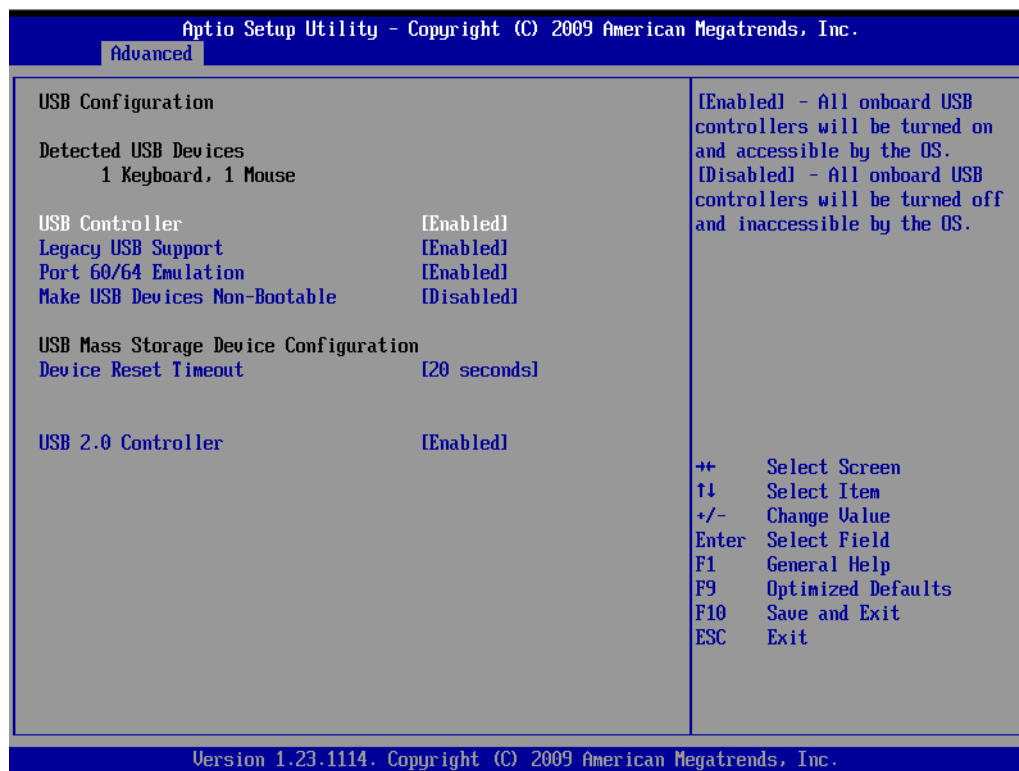 Aptio Setup Utility - Copyright (C) 2009 American Megatrends, Inc.
Advanced
USB Configuration
Detected USB Devices
1 Keyboard, 1 Mouse
USB Controller [Enabled]
Legacy USB Support [Enabled]
Port 60/64 Emulation [Enabled]
Make USB Devices Non-Bootable [Disabled]
USB Mass Storage Device Configuration
Device Reset Timeout [20 seconds]
USB 2.0 Controller [Enabled]
[Enabled] - All onboard USB
controllers will be turned on
and accessible by the OS.
[Disabled] - All onboard USB
controllers will be turned off
and inaccessible by the OS.
→← Select Screen
↑↓ Select Item
+/- Change Value
Enter Select Field
F1 General Help
F9 Optimized Defaults
F10 Save and Exit
ESC Exit
Version 1.23.1114. Copyright (C) 2009 American Megatrends, Inc.